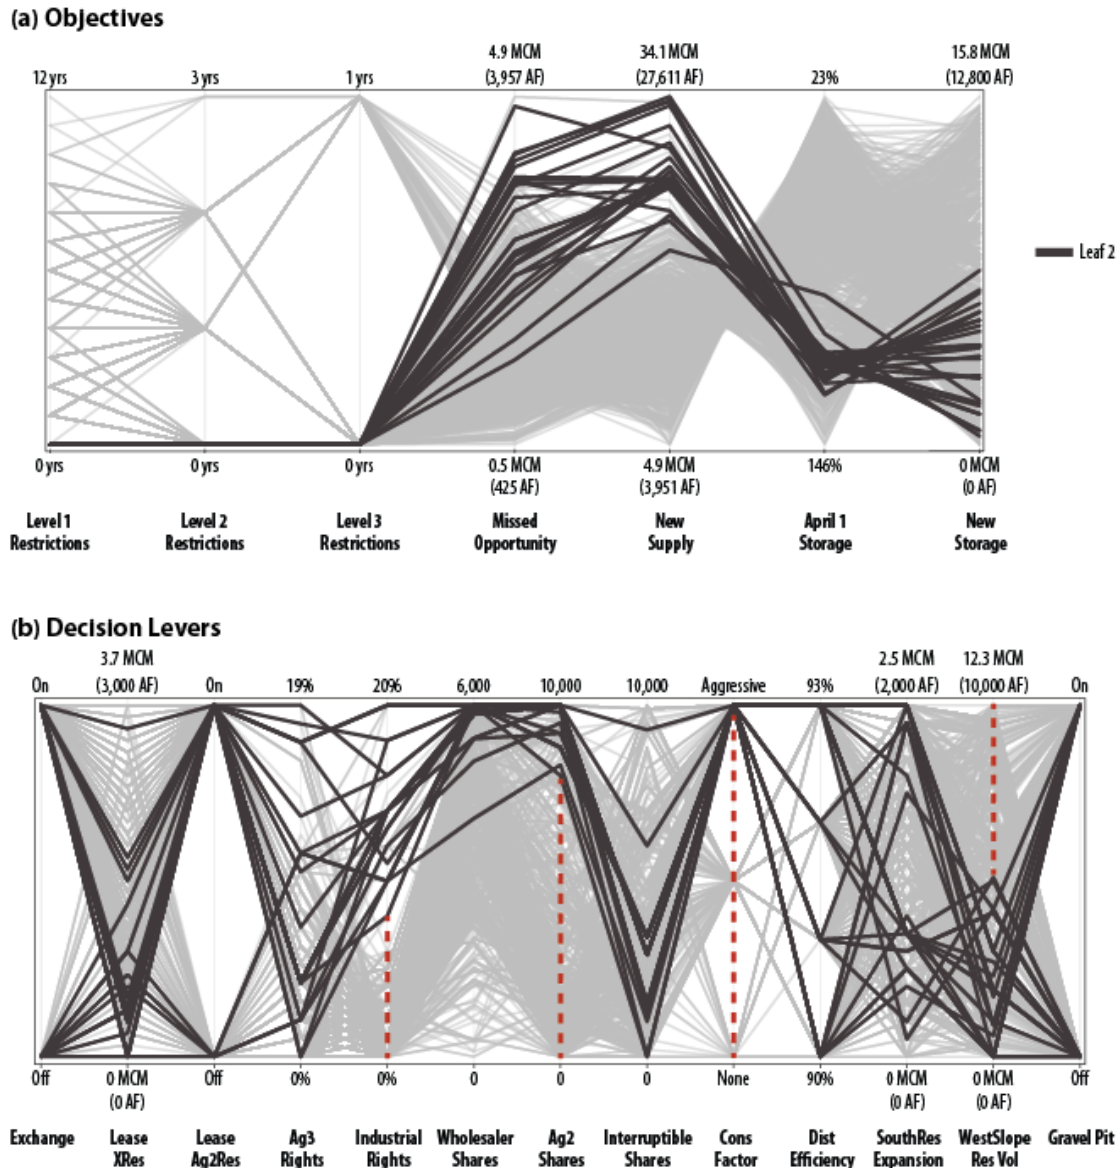 (a) Objectives
4.9 MCM 34.1 MCM 15.8 MCM
12 yrs 3 yrs 1 yrs (3,957 AF) (27,611 AF) 23% (12,800 AF)
Leaf 2
0 yrs 0 yrs 0 yrs 0.5 MCM 4.9 MCM 146% 0 MCM
(425 AF) (3,951 AF) (0 AF)
Level 1 Level 2 Level 3 Missed New April 1 New
Restrictions Restrictions Restrictions Opportunity Supply Storage Storage
(b) Decision Levers
3.7 MCM 2.5 MCM 12.3 MCM
On (3,000 AF) On 19% 20% 6,000 10,000 10,000 Aggressive 93% (2,000 AF) (10,000 AF) On
Off 0 MCM Off 0% 0% 0 0 0 None 90% 0 MCM 0 MCM Off
(0 AF) (0 AF) (0 AF)
Exchange Lease Lease Ag3 Industrial Wholesaler Ag2 Interruptible Cons Dist SouthRes WestSlope Gravel Pit
XRes Ag2Res Rights Rights Shares Shares Shares Factor Efficiency Expansion Res Vol